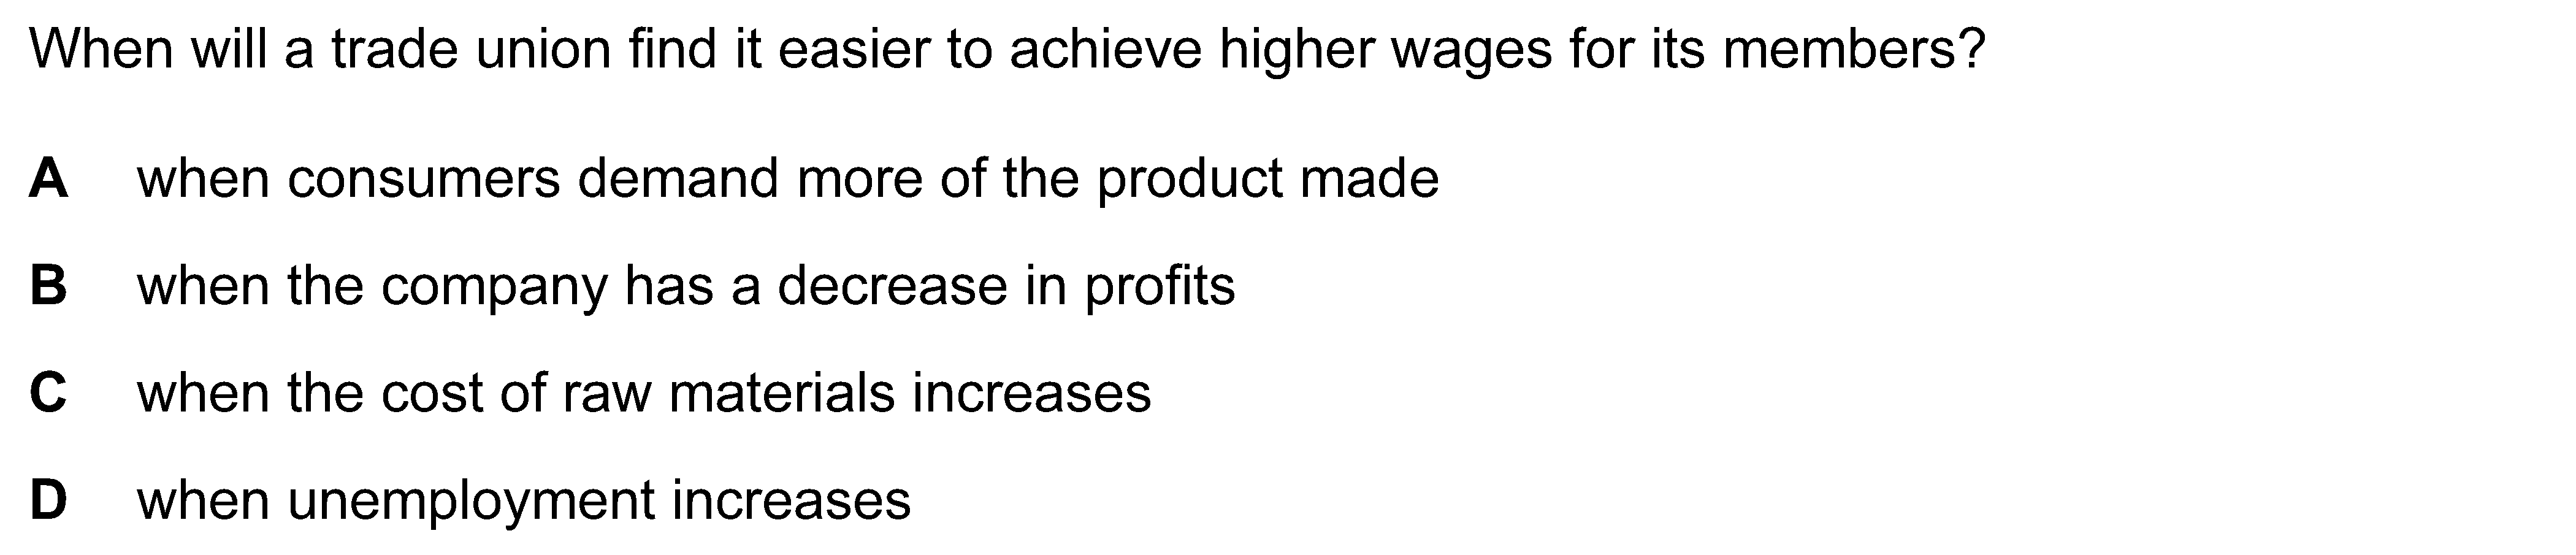 When will a trade union find it easier to achieve higher wages for its members?
A when consumers demand more of the product made
B when the company has a decrease in profits
C when the cost of raw materials increases
D when unemployment increases